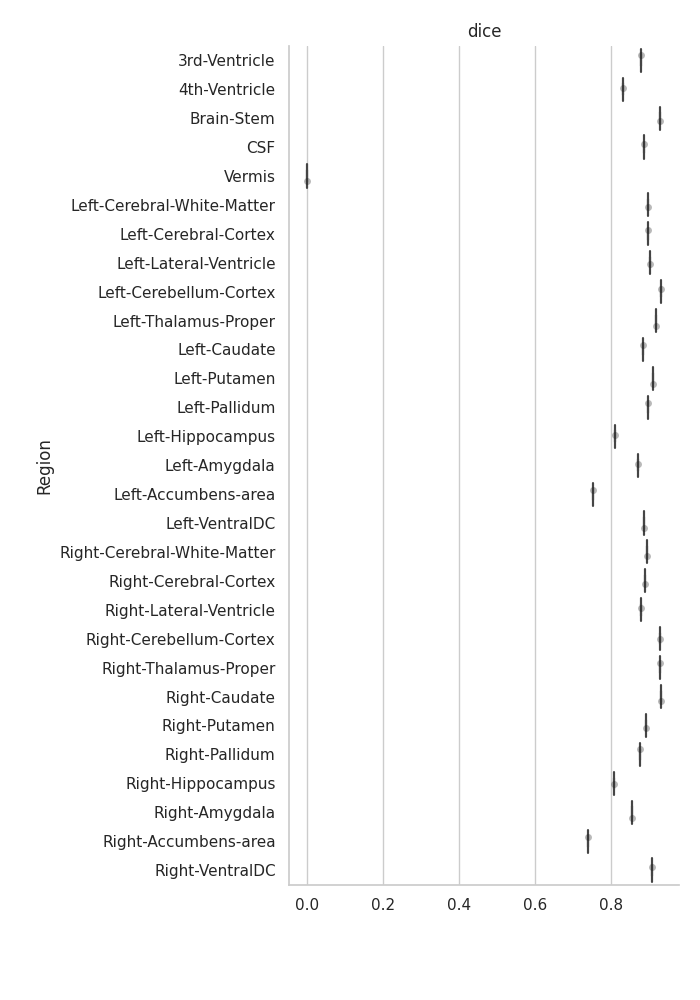 dice
3rd-Ventricle
4th-Ventricle
Brain-Stem
CSF
Vermis
Left-Cerebral-White-Matter
Left-Cerebral-Cortex
Left-Lateral-Ventricle
Left-Cerebellum-Cortex
Left-Thalamus-Proper
Left-Caudate
Left-Putamen
Left-Pallidum
Left-Hippocampus
Left-Amygdala
Left-Accumbens-area
Left-VentralDC
Right-Cerebral-White-Matter
Right-Cerebral-Cortex
Right-Lateral-Ventricle
Right-Cerebellum-Cortex
Right-Thalamus-Proper
Right-Caudate
Right-Putamen
Right-Pallidum
Right-Hippocampus
Right-Amygdala
Right-Accumbens-area
Right-VentralDC
Region
0.0 0.2 0.4 0.6 0.8